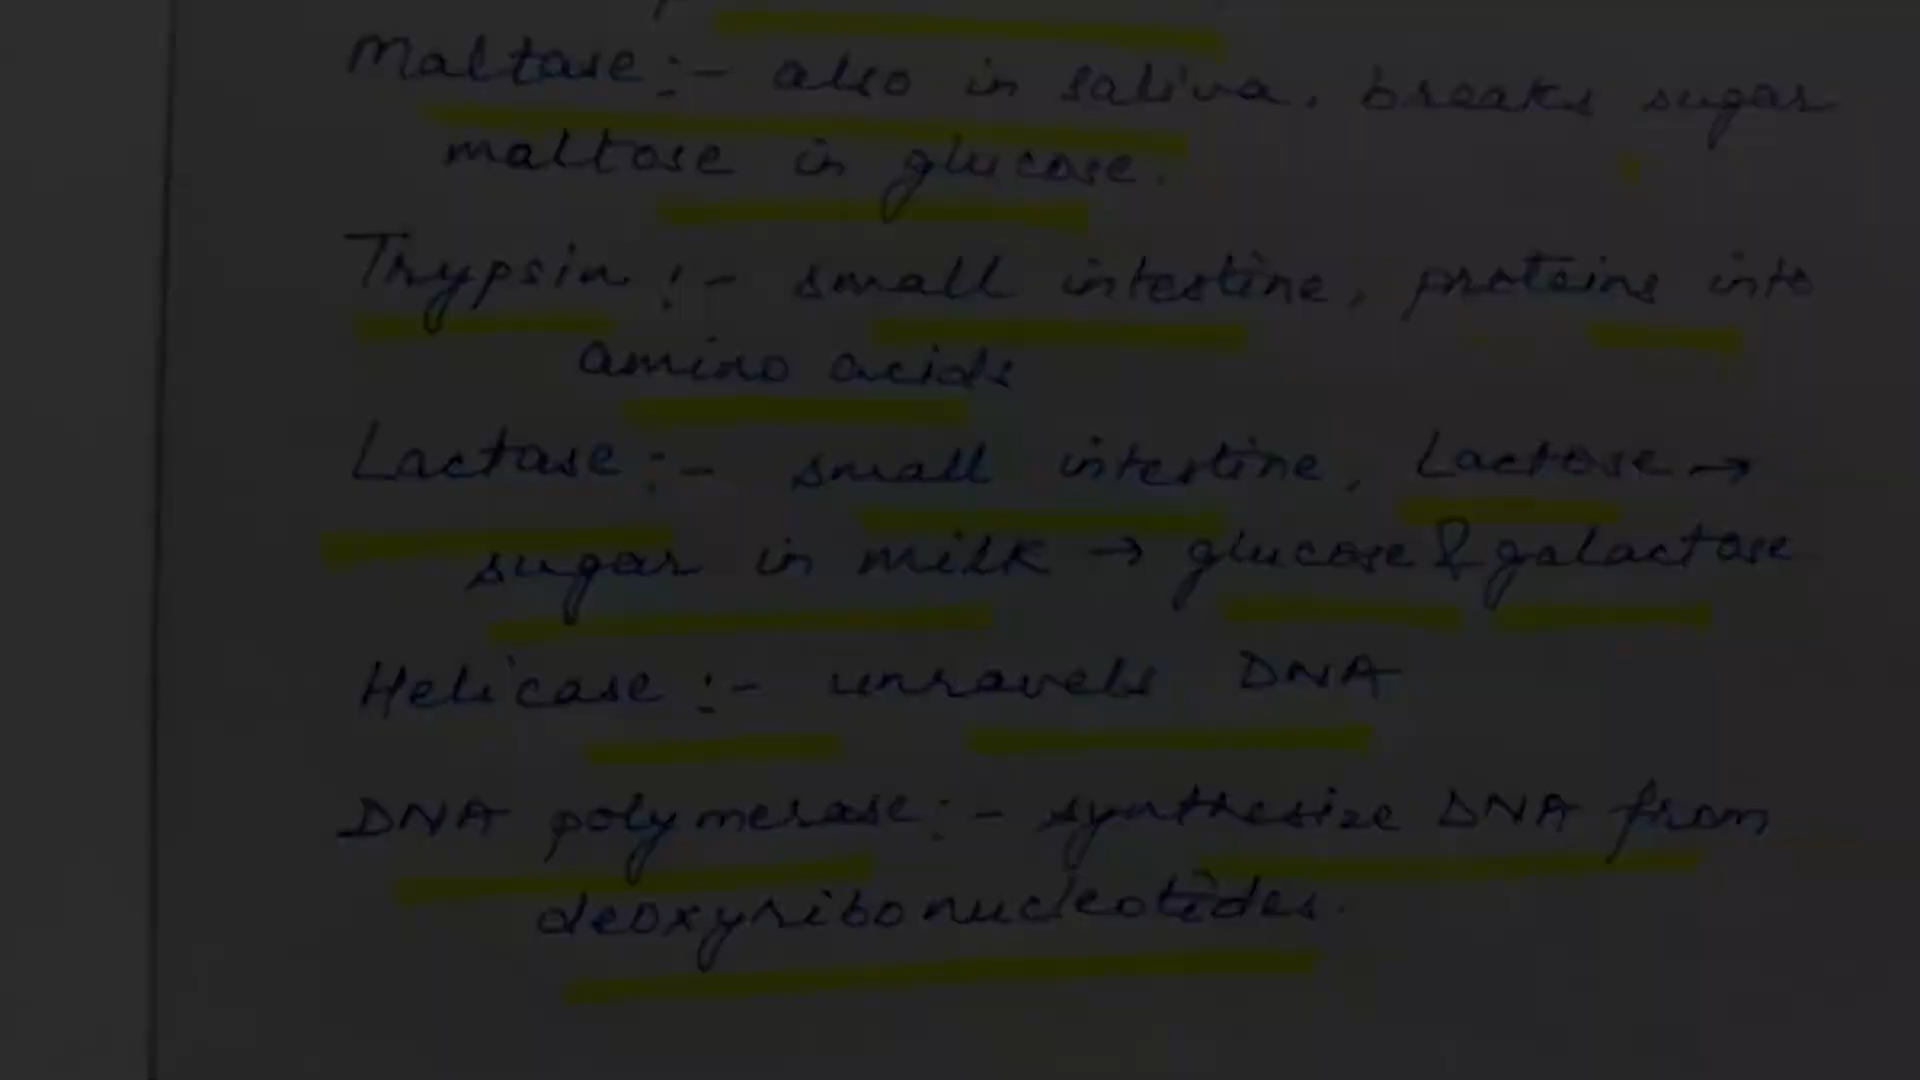 Maltase:- also in saliva, breaks sugar
maltose in glucose.
Trypsin :- small intestine, proteins into
amino acids
Lactase:- small intestine, Lactose →
sugar in milk → glucose & galactose
Helicase :- unravels DNA
DNA polymerase:- synthesize DNA from
deoxyribonucleotides.